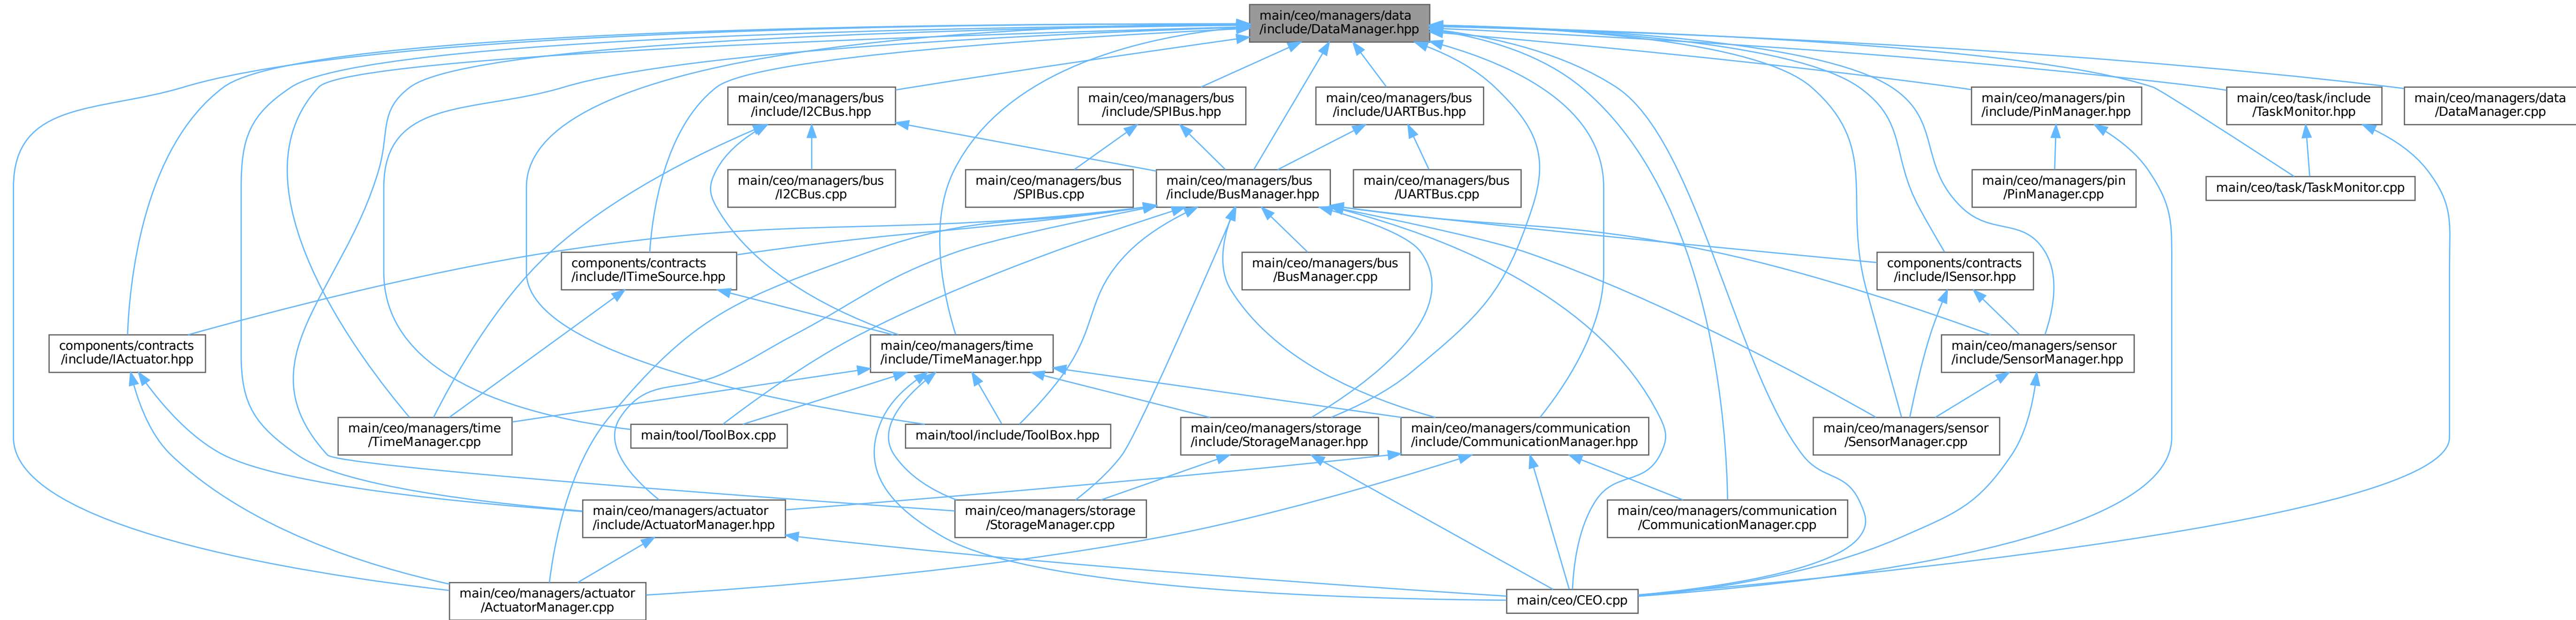 main/ceo/managers/data
/include/DataManager.hpp
main/ceo/managers/bus
/include/I2CBus.hpp
main/ceo/managers/bus
/include/SPIBus.hpp
main/ceo/managers/bus
/include/UARTBus.hpp
main/ceo/managers/pin
/include/PinManager.hpp
main/ceo/task/include
/TaskMonitor.hpp
main/ceo/managers/data
/DataManager.cpp
main/ceo/managers/bus
/I2CBus.cpp
main/ceo/managers/bus
/SPIBus.cpp
main/ceo/managers/bus
/include/BusManager.hpp
main/ceo/managers/bus
/UARTBus.cpp
main/ceo/managers/pin
/PinManager.cpp
main/ceo/task/TaskMonitor.cpp
components/contracts
/include/ITimeSource.hpp
main/ceo/managers/bus
/BusManager.cpp
components/contracts
/include/ISensor.hpp
components/contracts
/include/IActuator.hpp
main/ceo/managers/time
/include/TimeManager.hpp
main/ceo/managers/sensor
/include/SensorManager.hpp
main/ceo/managers/time
/TimeManager.cpp
main/tool/ToolBox.cpp
main/tool/include/ToolBox.hpp
main/ceo/managers/storage
/include/StorageManager.hpp
main/ceo/managers/communication
/include/CommunicationManager.hpp
main/ceo/managers/sensor
/SensorManager.cpp
main/ceo/managers/actuator
/include/ActuatorManager.hpp
main/ceo/managers/storage
/StorageManager.cpp
main/ceo/managers/communication
/CommunicationManager.cpp
main/ceo/managers/actuator
/ActuatorManager.cpp
main/ceo/CEO.cpp